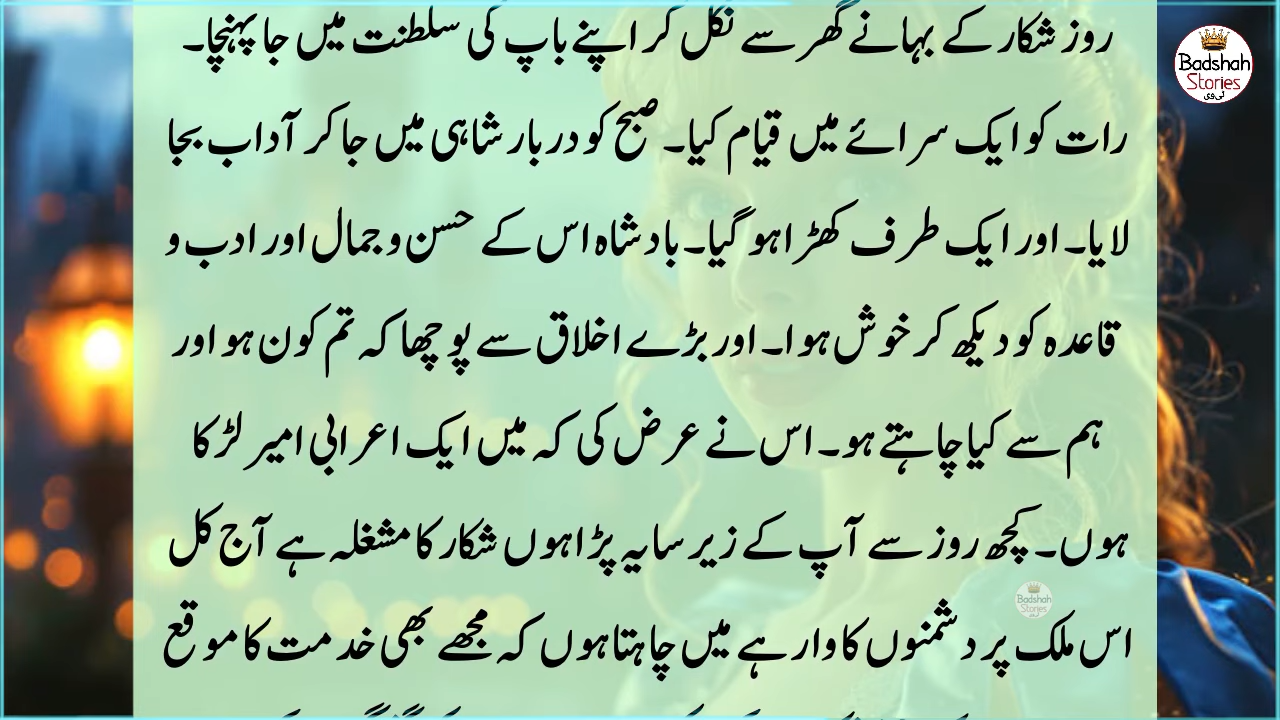 روز شکار کے بہانے گھر سے نکل کر اپنے باپ کی سلطنت میں جا پہنچا۔
رات کو ایک سرائے میں قیام کیا۔ صبح کو دربار شاہی میں جا کر آداب بجا
لایا۔ اور ایک طرف کھڑا ہو گیا۔ بادشاہ اس کے حسن و جمال اور ادب و
قاعدہ کو دیکھ کر خوش ہوا۔ اور بڑے اخلاق سے پوچھا کہ تم کون ہو اور
ہم سے کیا چاہتے ہو۔ اس نے عرض کی کہ میں ایک اعرابی امیر لڑکا
ہوں۔ کچھ روز سے آپ کے زیر سایہ پڑا ہوں شکار کا مشغلہ ہے آج کل
اس ملک پر دشمنوں کا وار ہے میں چاہتا ہوں کہ مجھے بھی خدمت کا موقع
Badshah
Stories
ٹی وی
Badshah
Stories